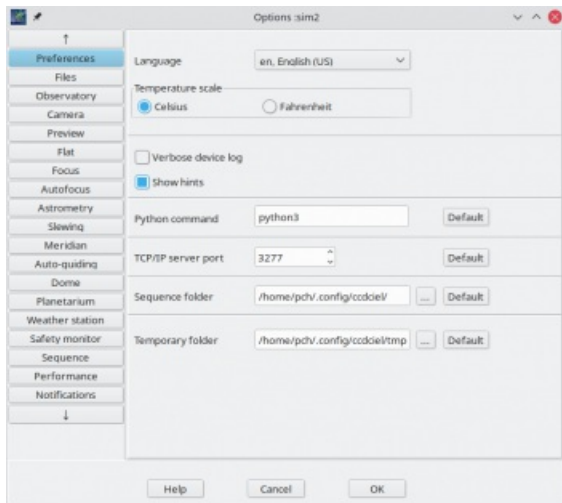 Options :sim2
↑
Preferences
Files
Observatory
Camera
Preview
Flat
Focus
Autofocus
Astrometry
Slewing
Meridian
Auto-guiding
Dome
Planetarium
Weather station
Safety monitor
Sequence
Performance
Notifications
↓
Language en, English (US)
Temperature scale
Celsius Fahrenheit
Verbose device log
Show hints
Python command python3 Default
TCP/IP server port 3277 Default
Sequence folder /home/pch/.config/ccdciel/ ... Default
Temporary folder /home/pch/.config/ccdciel/tmp ... Default
Help Cancel OK